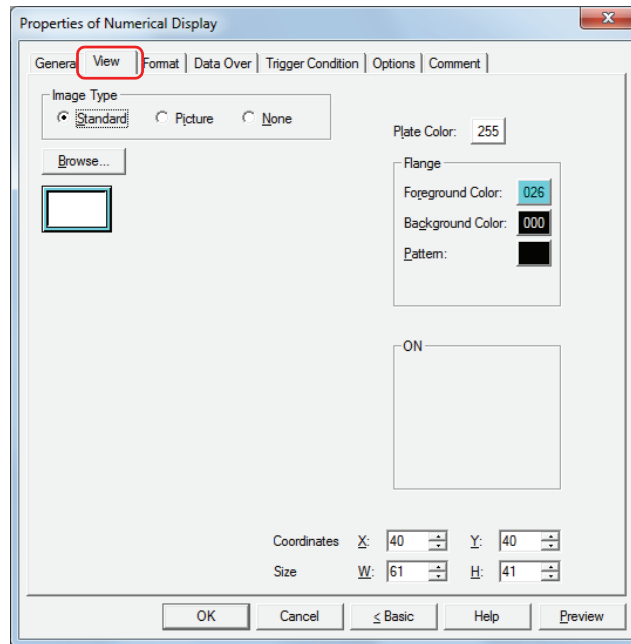 Properties of Numerical Display
x
General View Format Data Over Trigger Condition Options Comment
Image Type
Standard Picture None
Plate Color: 255
Browse...
Flange
Foreground Color: 026
Background Color: 000
Pattern:
ON
Coordinates X: 40 Y: 40
Size W: 61 H: 41
OK Cancel < Basic Help Preview